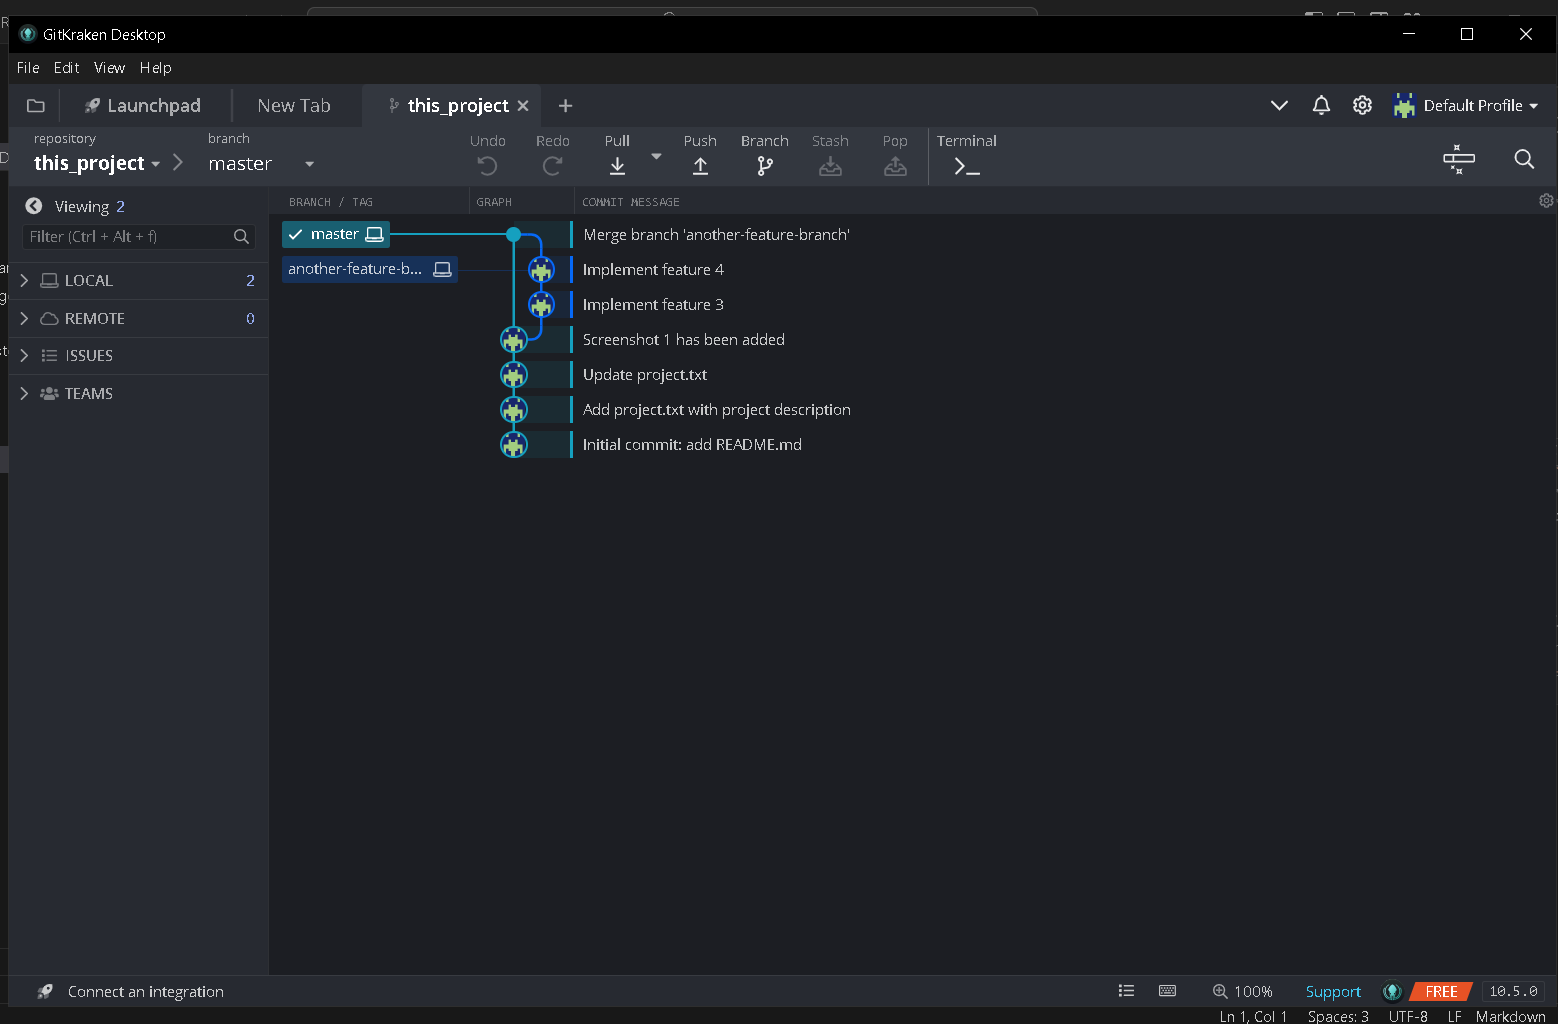 GitKraken Desktop
File Edit View Help
Launchpad New Tab this_project Default Profile
repository branch Undo Redo Pull Push Branch Stash Pop Terminal
this_project master
Viewing 2
BRANCH / TAG GRAPH COMMIT MESSAGE
Filter (Ctrl + Alt + f)
LOCAL 2
REMOTE 0
ISSUES
TEAMS
master Merge branch 'another-feature-branch'
another-feature-b... Implement feature 4
Implement feature 3
Screenshot 1 has been added
Update project.txt
Add project.txt with project description
Initial commit: add README.md
Connect an integration 100% Support FREE 10.5.0
Ln 1, Col 1 Spaces: 3 UTF-8 LF Markdown